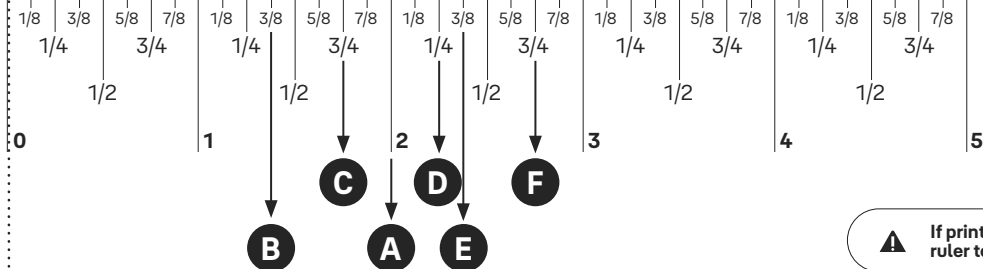 1/8 3/8 5/8 7/8 1/8 3/8 5/8 7/8 1/8 3/8 5/8 7/8 1/8 3/8 5/8 7/8 1/8 3/8 5/8 7/8
1/4 3/4 1/4 3/4 1/4 3/4 1/4 3/4 1/4 3/4
1/2 1/2 1/2 1/2 1/2
0 1 2 3 4 5
C D F
B A E
If print
ruler